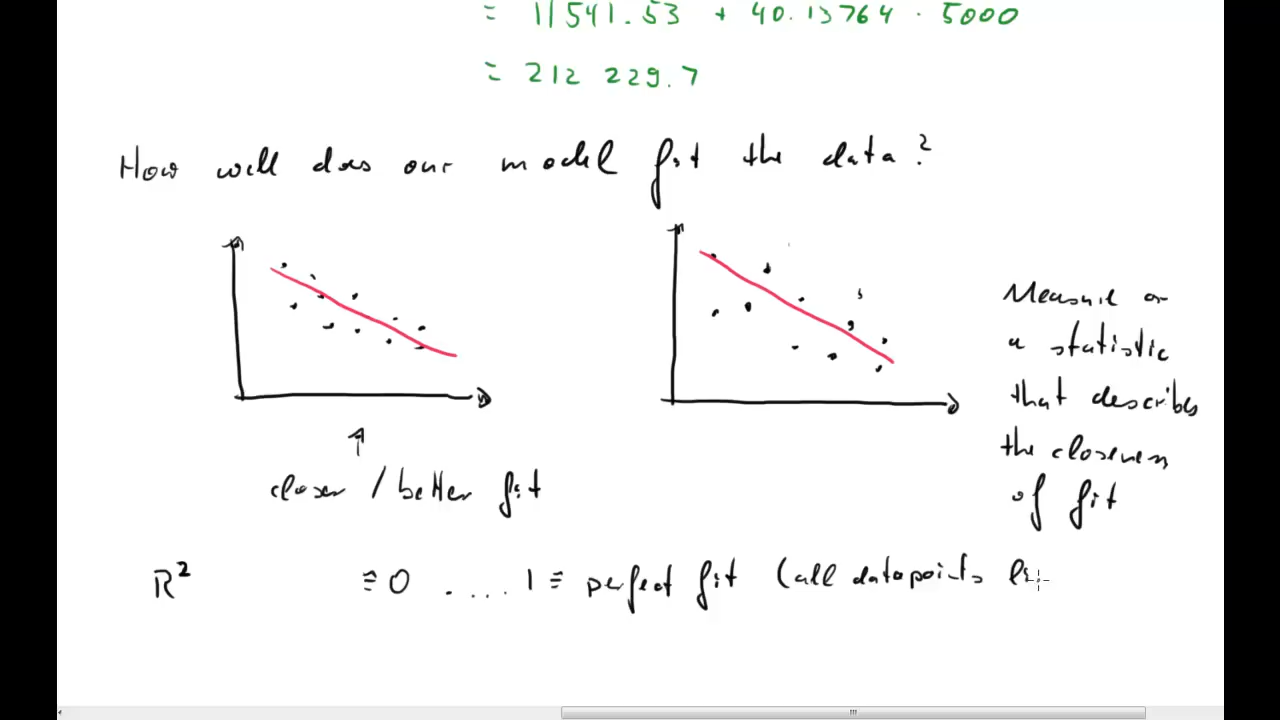 = 11541.53 + 40.13764 · 5000
= 212 229.7
How well does our model fit the data?
Measure or
a statistic
that describes
the closeness
of fit
closer / better fit
R² ≡ 0 ..... 1 ≡ perfect fit (all datapoints li